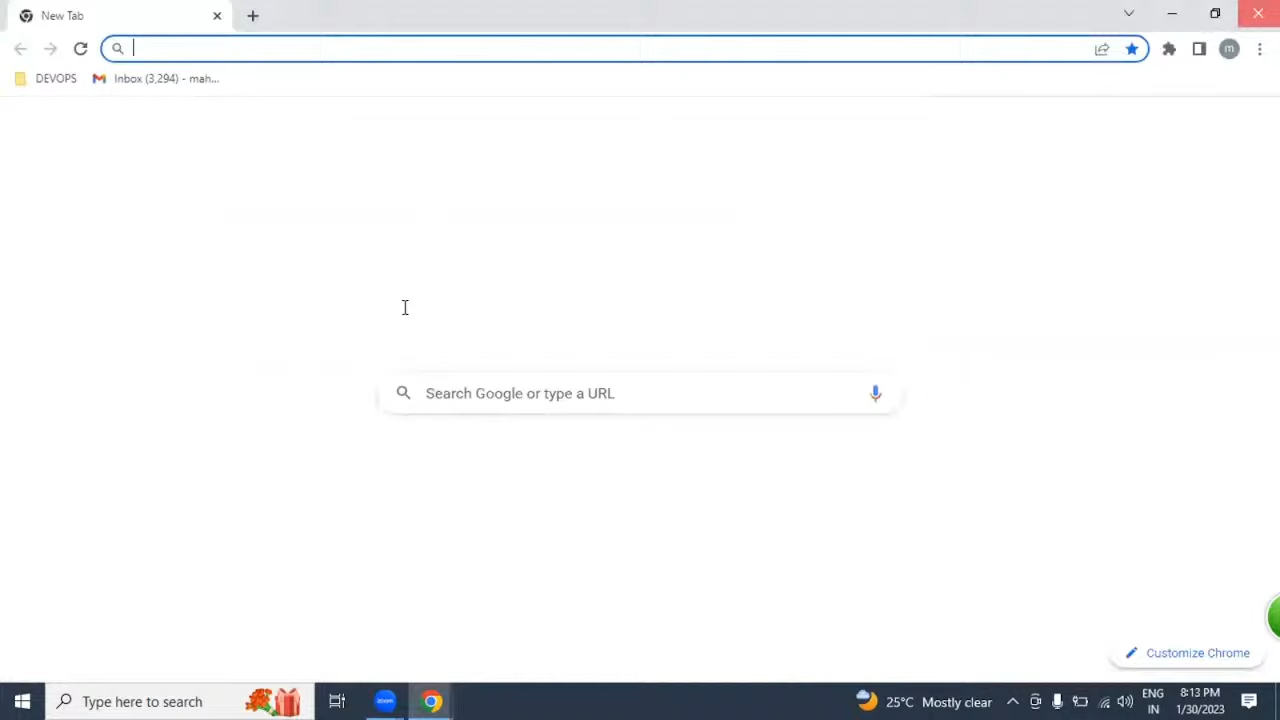 New Tab
DEVOPS
Inbox (3,294) - mah...
m
Search Google or type a URL
Customize Chrome
Type here to search
zoom
25°C Mostly clear
ENG
IN
8:13 PM
1/30/2023